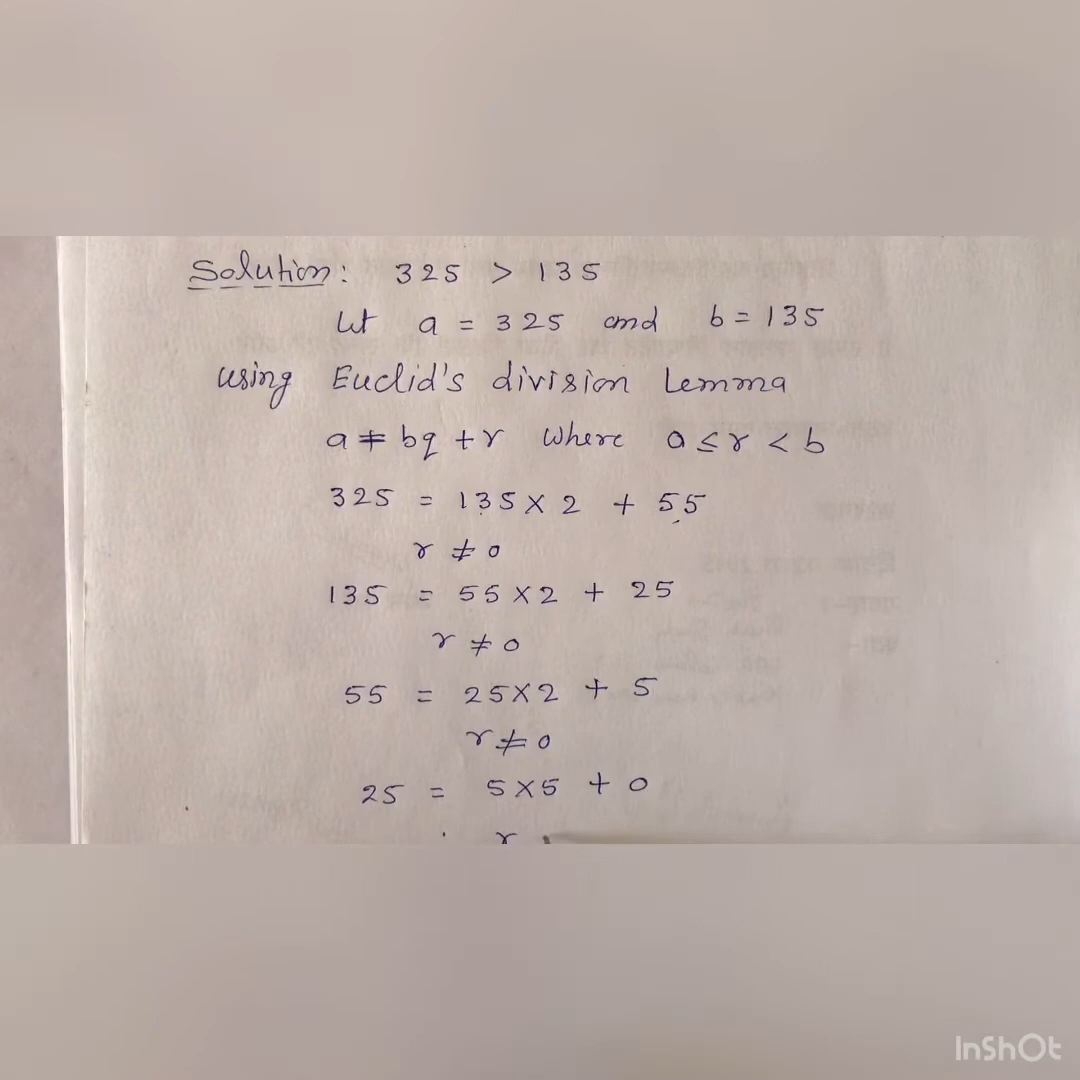 Solution: 325 > 135
Let a = 325 and b = 135
using Euclid's division Lemma
a ≠ bq + r where a ≤ r < b
325 = 135 × 2 + 55
r ≠ 0
135 = 55 × 2 + 25
r ≠ 0
55 = 25 × 2 + 5
r ≠ 0
25 = 5 × 5 + 0
r
InShOt